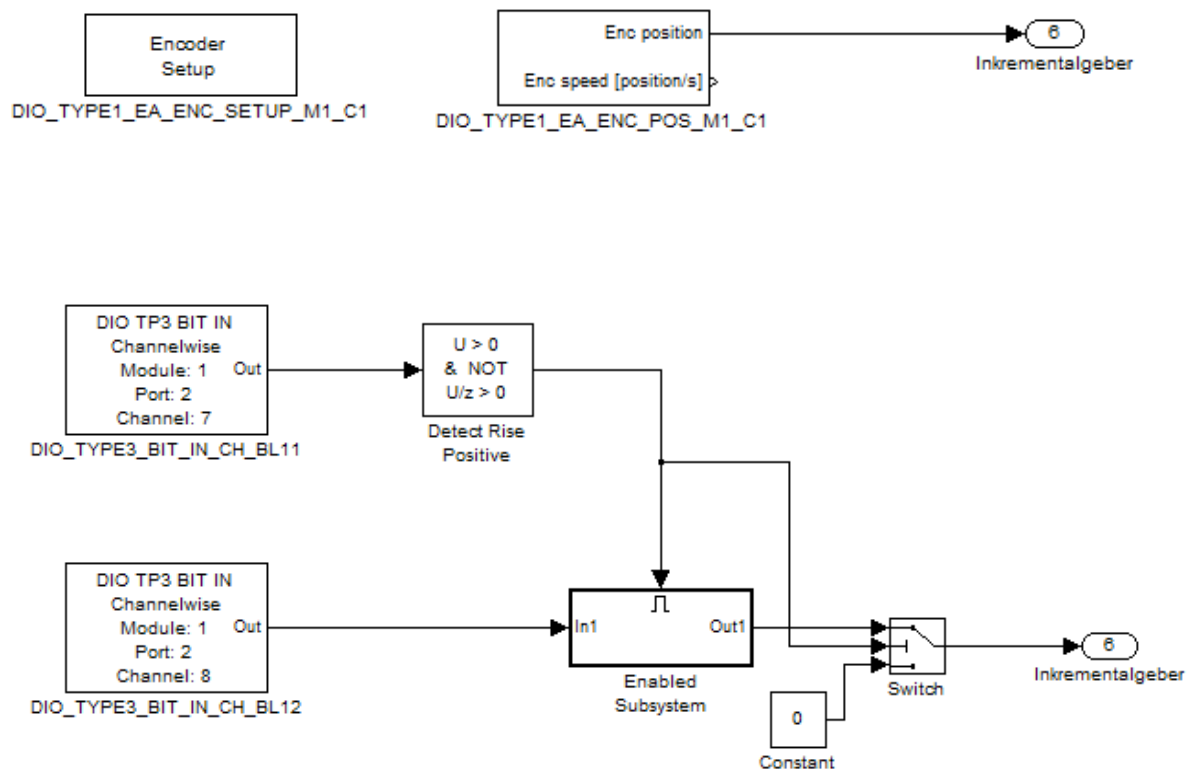 Encoder
Setup
DIO_TYPE1_EA_ENC_SETUP_M1_C1
Enc position
Enc speed [position/s]
DIO_TYPE1_EA_ENC_POS_M1_C1
6
Inkrementalgeber
DIO TP3 BIT IN
Channelwise
Module: 1
Port: 2
Channel: 7
Out
DIO_TYPE3_BIT_IN_CH_BL11
U > 0
& NOT
U/z > 0
Detect Rise
Positive
DIO TP3 BIT IN
Channelwise
Module: 1
Port: 2
Channel: 8
Out
DIO_TYPE3_BIT_IN_CH_BL12
In1
Out1
Enabled
Subsystem
0
Constant
Switch
6
Inkrementalgeber